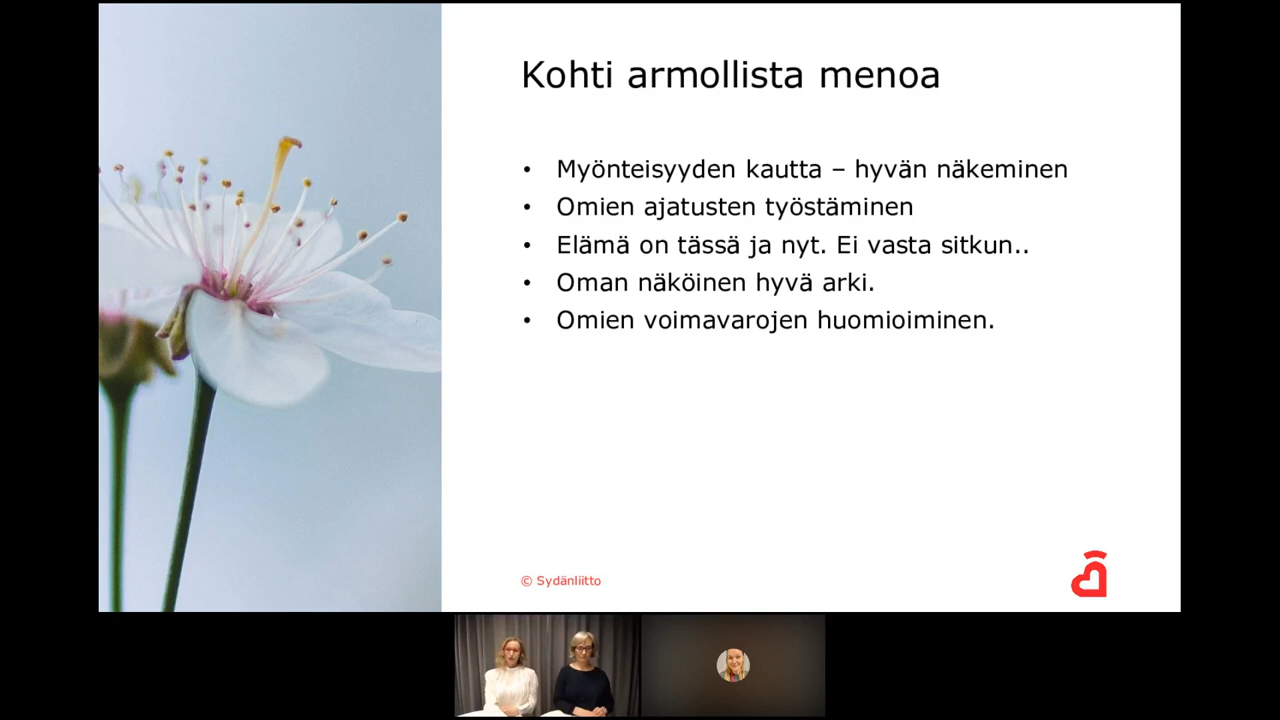 Kohti armollista menoa
• Myönteisyyden kautta – hyvän näkeminen
• Omien ajatusten työstäminen
• Elämä on tässä ja nyt. Ei vasta sitkun..
• Oman näköinen hyvä arki.
• Omien voimavarojen huomioiminen.
© Sydänliitto